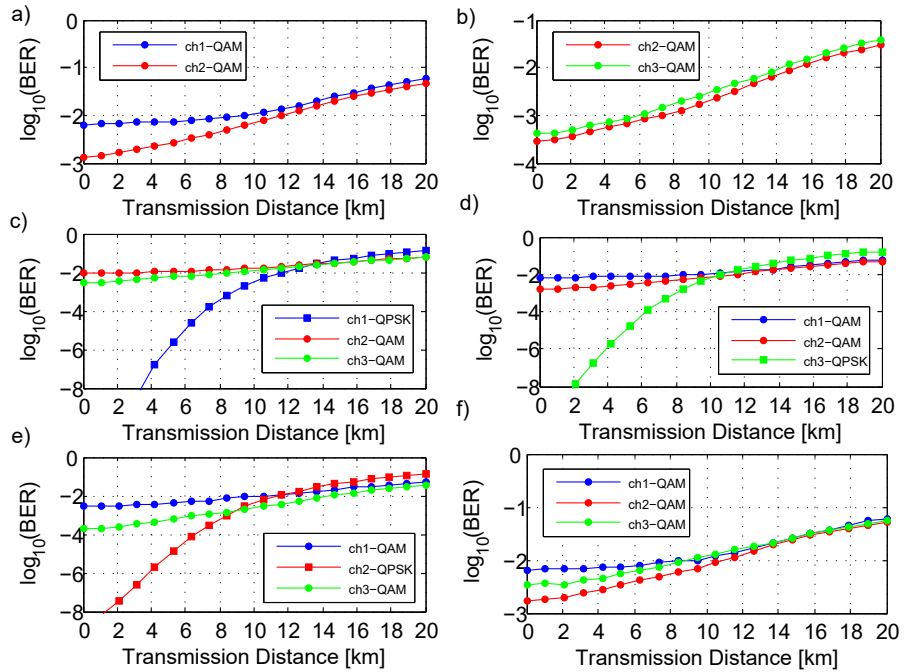 a)
−1
ch1-QAM
ch2-QAM
0
−1
−2
−3
log10(BER)
0 2 4 6 8 10 12 14 16 18 20
Transmission Distance [km]
b)
ch2-QAM
ch3-QAM
−1
−2
−3
−4
log10(BER)
0 2 4 6 8 10 12 14 16 18 20
Transmission Distance [km]
c)
0
−2
−4
−6
−8
log10(BER)
ch1-QPSK
ch2-QAM
ch3-QAM
0 2 4 6 8 10 12 14 16 18 20
Transmission Distance [km]
d)
0
−2
−4
−6
−8
log10(BER)
ch1-QAM
ch2-QAM
ch3-QPSK
0 2 4 6 8 10 12 14 16 18 20
Transmission Distance [km]
e)
0
−2
−4
−6
−8
log10(BER)
ch1-QAM
ch2-QPSK
ch3-QAM
0 2 4 6 8 10 12 14 16 18 20
Transmission Distance [km]
f)
0
−1
−2
−3
log10(BER)
ch1-QAM
ch2-QAM
ch3-QAM
0 2 4 6 8 10 12 14 16 18 20
Transmission Distance [km]